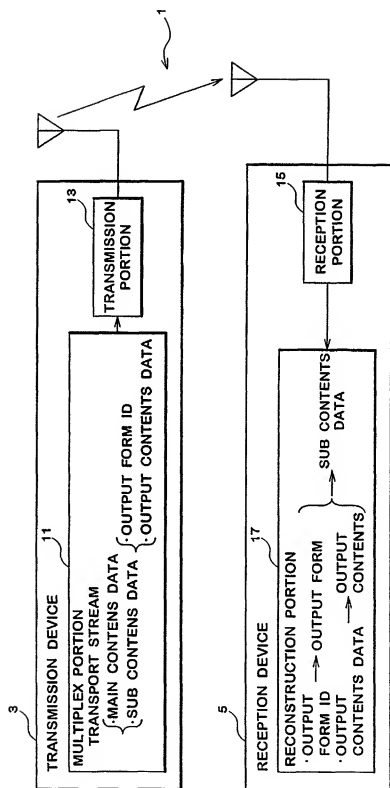 1
3
TRANSMISSION DEVICE
11
MULTIPLEX PORTION
TRANSPORT STREAM
·MAIN CONTENS DATA
·SUB CONTENS DATA
·OUTPUT FORM ID
·OUTPUT CONTENTS DATA
13
TRANSMISSION
PORTION
5
RECEPTION DEVICE
17
RECONSTRUCTION PORTION
·OUTPUT
FORM ID
OUTPUT FORM
·OUTPUT
CONTENTS DATA
OUTPUT
CONTENTS
SUB CONTENTS
DATA
15
RECEPTION
PORTION